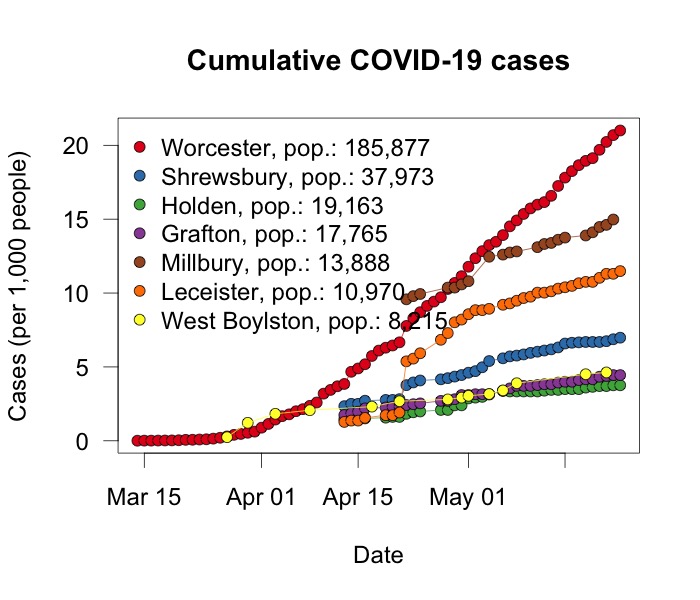 Cumulative COVID-19 cases
Cases (per 1,000 people)
20
15
10
5
0
Worcester, pop.: 185,877
Shrewsbury, pop.: 37,973
Holden, pop.: 19,163
Grafton, pop.: 17,765
Millbury, pop.: 13,888
Leceister, pop.: 10,970
West Boylston, pop.: 8,215
Mar 15 Apr 01 Apr 15 May 01
Date